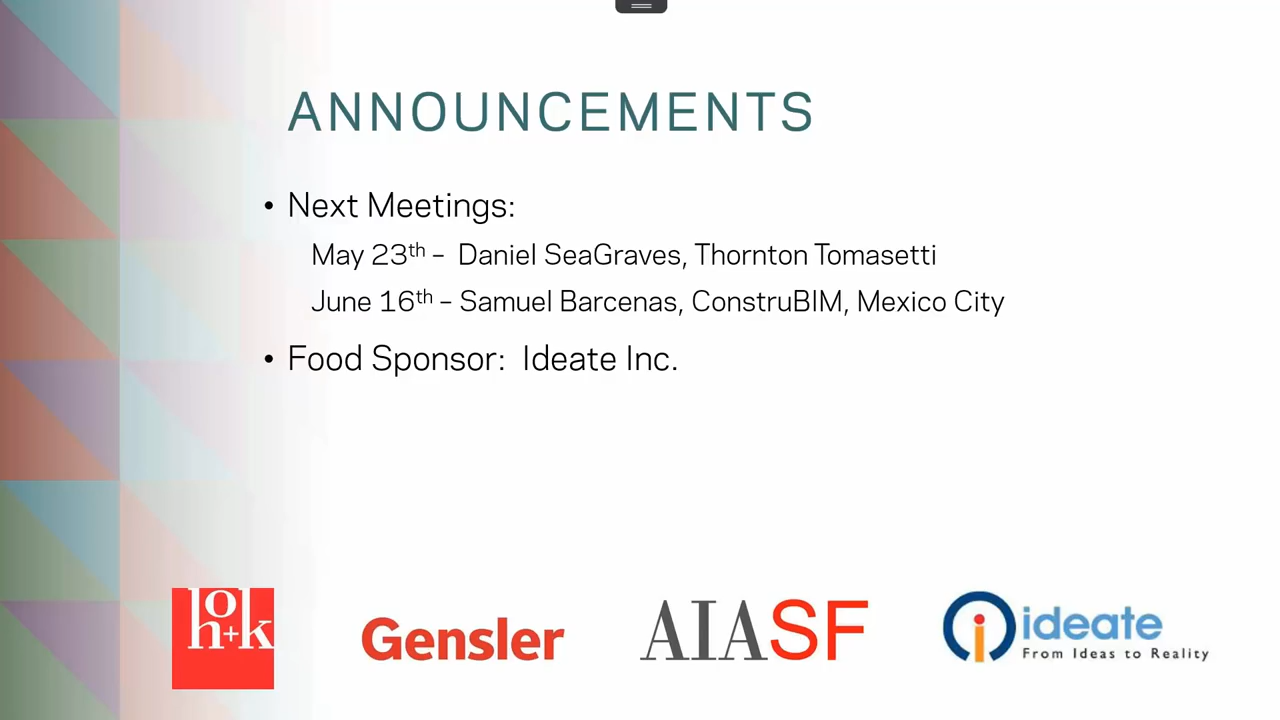 ANNOUNCEMENTS
• Next Meetings:
May 23th – Daniel SeaGraves, Thornton Tomasetti
June 16th – Samuel Barcenas, ConstruBIM, Mexico City
• Food Sponsor: Ideate Inc.
ho+k
Gensler
AIASF
ideate
From Ideas to Reality